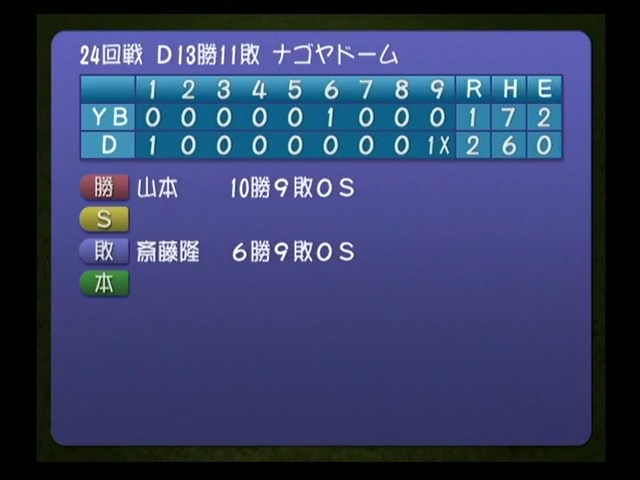 24回戦 D13勝11敗 ナゴヤドーム
1 2 3 4 5 6 7 8 9 R H E
YB 0 0 0 0 0 1 0 0 0 1 7 2
D 1 0 0 0 0 0 0 0 1X 2 6 0
勝 山本 10勝9敗0S
S
敗 斎藤隆 6勝9敗0S
本